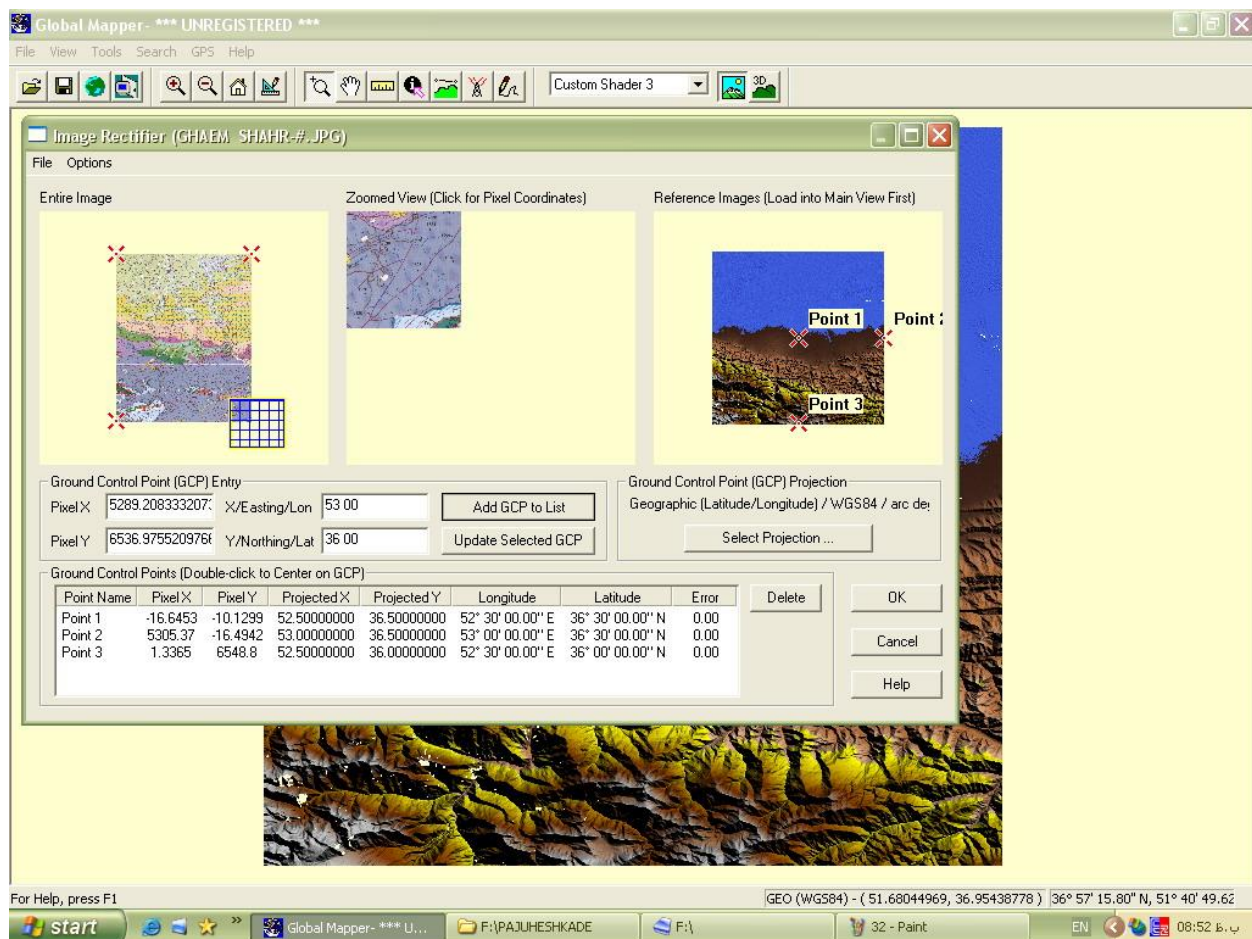 Global Mapper- *** UNREGISTERED ***
File View Tools Search GPS Help
Custom Shader 3
3D
Image Rectifier (GHAEM SHAHR-#.JPG)
File Options
Entire Image
Zoomed View (Click for Pixel Coordinates)
Reference Images (Load into Main View First)
Point 1
Point 2
Point 3
Ground Control Point (GCP) Entry
Pixel X 5289.2083333207 X/Easting/Lon 53 00 Add GCP to List
Pixel Y 6536.975520976 Y/Northing/Lat 36 00 Update Selected GCP
Ground Control Point (GCP) Projection
Geographic (Latitude/Longitude) / WGS84 / arc de
Select Projection ...
Ground Control Points (Double-click to Center on GCP)
Point Name Pixel X Pixel Y Projected X Projected Y Longitude Latitude Error
Point 1 -16.6453 -10.1299 52.50000000 36.50000000 52° 30' 00.00'' E 36° 30' 00.00'' N 0.00
Point 2 5305.37 -16.4942 53.00000000 36.50000000 53° 00' 00.00'' E 36° 30' 00.00'' N 0.00
Point 3 1.3365 6548.8 52.50000000 36.00000000 52° 30' 00.00'' E 36° 00' 00.00'' N 0.00
Delete
OK
Cancel
Help
For Help, press F1
GEO (WGS84) - ( 51.68044969, 36.95438778 ) 36° 57' 15.80" N, 51° 40' 49.62
start
Global Mapper- *** U...
F:\PAJUHESHKADE
F:\
32 - Paint
EN
08:52 ب.ظ